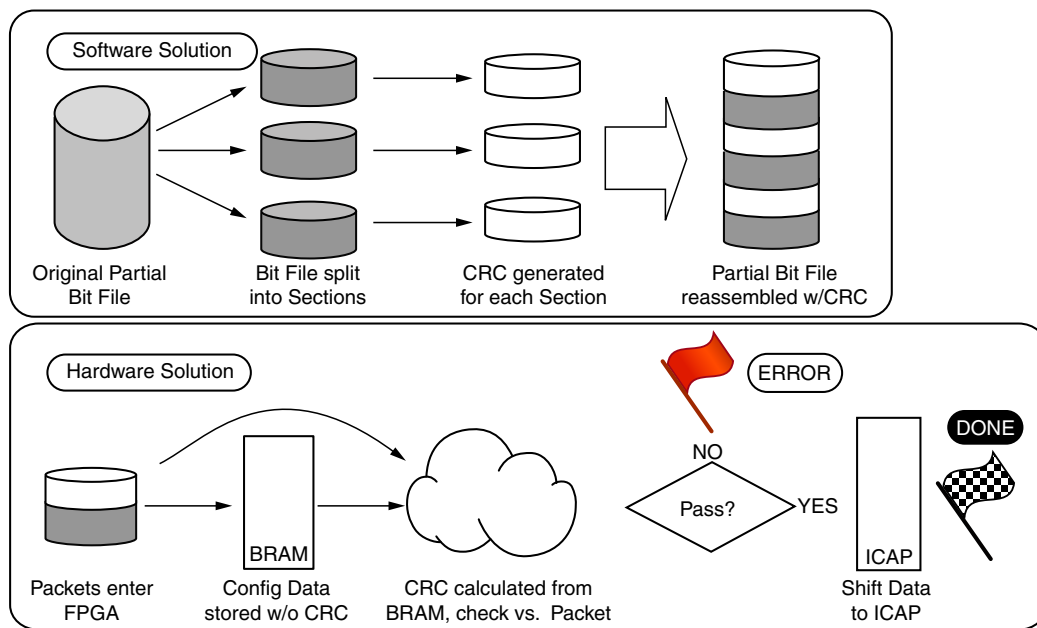 Software Solution
Original Partial
Bit File
Bit File split
into Sections
CRC generated
for each Section
Partial Bit File
reassembled w/CRC
Hardware Solution
ERROR
DONE
NO
Pass?
YES
BRAM
ICAP
Packets enter
FPGA
Config Data
stored w/o CRC
CRC calculated from
BRAM, check vs. Packet
Shift Data
to ICAP